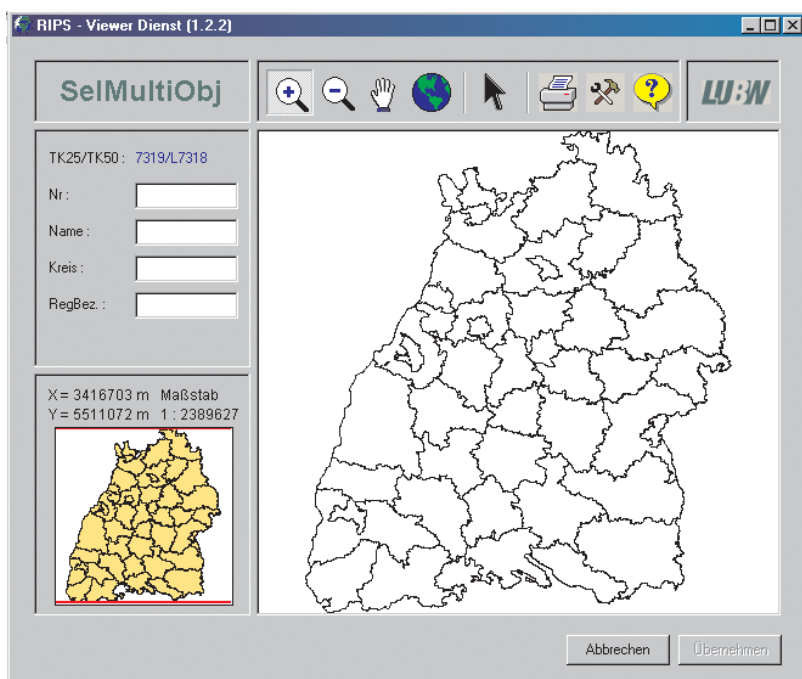 RIPS - Viewer Dienst (1.2.2)
SelMultiObj
?
LUBW
TK25/TK50 : 7319/L7318
Nr :
Name :
Kreis :
RegBez. :
X = 3416703 m Maßstab
Y = 5511072 m 1 : 2389627
Abbrechen
Übernehmen